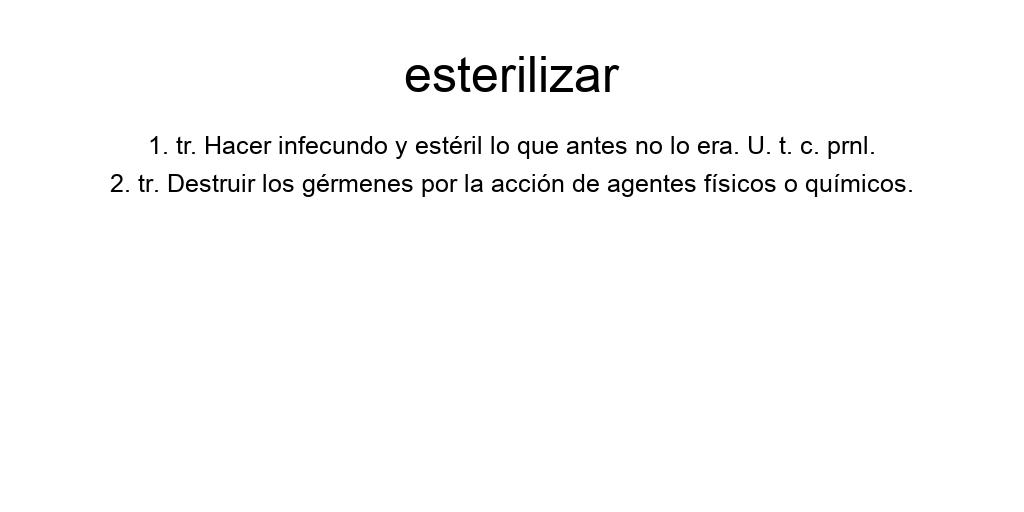 esterilizar
1. tr. Hacer infecundo y estéril lo que antes no lo era. U. t. c. prnl.
2. tr. Destruir los gérmenes por la acción de agentes físicos o químicos.